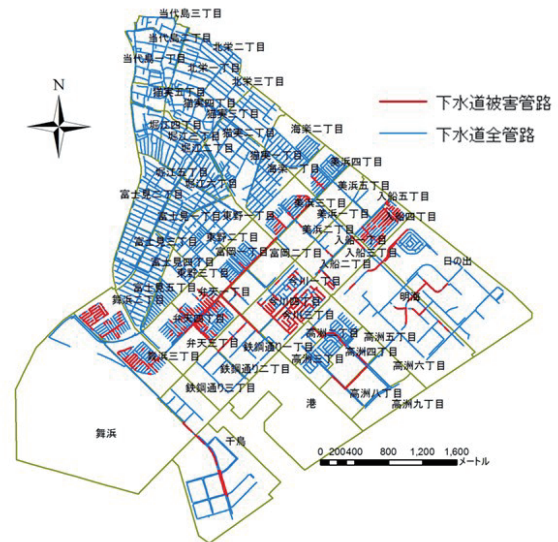 当代島三丁目
当代島二丁目
北栄二丁目
当代島一丁目
北栄一丁目
北栄三丁目
猫実五丁目
猫実四丁目
猫実三丁目
海楽二丁目
堀江四丁目
堀江三丁目
猫実二丁目
堀江二丁目
猫実一丁目
海楽一丁目
美浜四丁目
堀江五丁目
堀江六丁目
美浜五丁目
入船五丁目
富士見二丁目
美浜三丁目
美浜一丁目
入船四丁目
富士見一丁目
東野一丁目
美浜二丁目
入船一丁目
富士見三丁目
東野二丁目
富岡一丁目
富岡二丁目
入船三丁目
入船二丁目
日の出
富士見四丁目
東野三丁目
今川一丁目
富士見五丁目
弁天一丁目
明海
舞浜二丁目
今川四丁目
弁天四丁目
今川三丁目
高洲一丁目
高洲五丁目
弁天三丁目
鉄鋼通り一丁目
高洲四丁目
舞浜三丁目
高洲三丁目
高洲六丁目
鉄鋼通り二丁目
鉄鋼通り三丁目
高洲八丁目
高洲九丁目
港
舞浜
千鳥
N
下水道被害管路
下水道全管路
0 200400 800 1,200 1,600
メートル